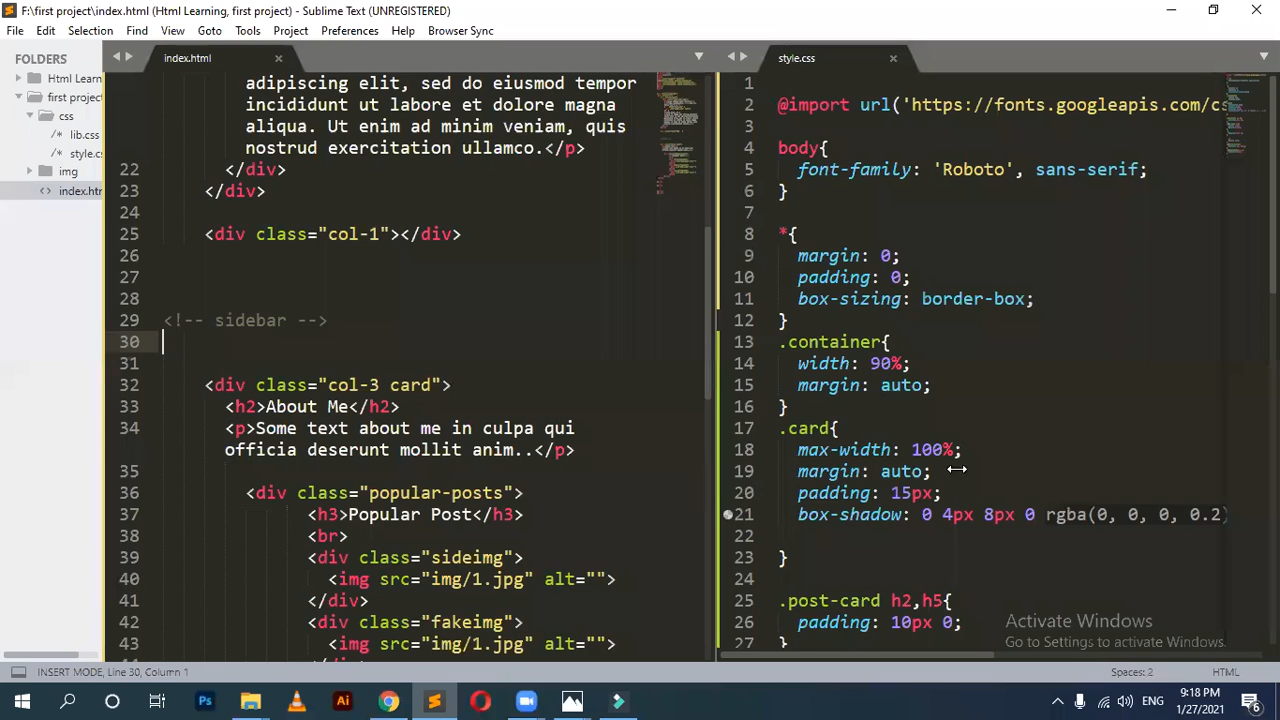 F:\first project\index.html (Html Learning, first project) - Sublime Text (UNREGISTERED)
File Edit Selection Find View Goto Tools Project Preferences Help Browser Sync
FOLDERS
Html Learn
first project
css
/* lib.css
/* style.c
img
<> index.ht
index.html
adipiscing elit, sed do eiusmod tempor
incididunt ut labore et dolore magna
aliqua. Ut enim ad minim veniam, quis
nostrud exercitation ullamco.</p>
22 </div>
23 </div>
24
25 <div class="col-1"></div>
26
27
28
29 <!-- sidebar -->
30
31
32 <div class="col-3 card">
33 <h2>About Me</h2>
34 <p>Some text about me in culpa qui
officia deserunt mollit anim..</p>
35
36 <div class="popular-posts">
37 <h3>Popular Post</h3>
38 <br>
39 <div class="sideimg">
40 <img src="img/1.jpg" alt="">
41 </div>
42 <div class="fakeimg">
43 <img src="img/1.jpg" alt="">
style.css
1
2 @import url('https://fonts.googleapis.com/cs
3
4 body{
5 font-family: 'Roboto', sans-serif;
6 }
7
8 *{
9 margin: 0;
10 padding: 0;
11 box-sizing: border-box;
12 }
13 .container{
14 width: 90%;
15 margin: auto;
16 }
17 .card{
18 max-width: 100%;
19 margin: auto;
20 padding: 15px;
21 box-shadow: 0 4px 8px 0 rgba(0, 0, 0, 0.2)
22
23 }
24
25 .post-card h2,h5{
26 padding: 10px 0;
27 }
Activate Windows
Go to Settings to activate Windows.
INSERT MODE, Line 30, Column 1
Spaces: 2
HTML
Ps
Ai
ENG
9:18 PM
1/27/2021
6